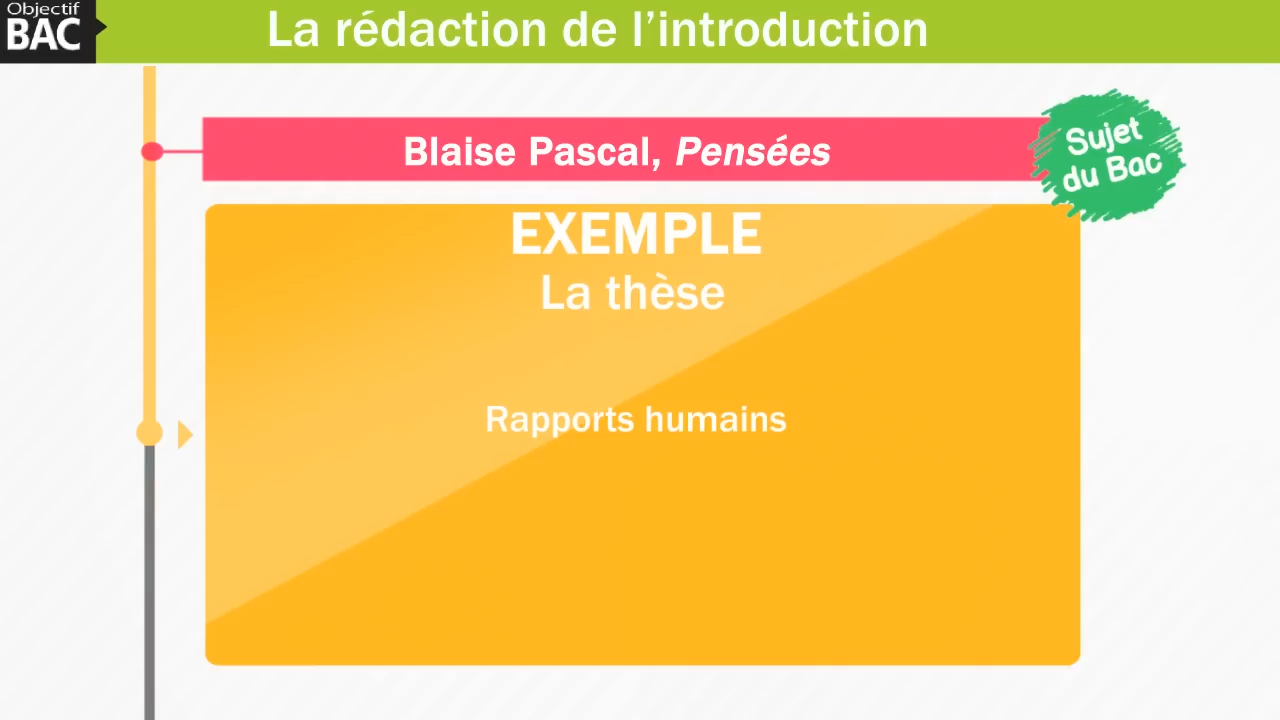 Objectif
BAC
La rédaction de l’introduction
Blaise Pascal, Pensées
Sujet
du Bac
EXEMPLE
La thèse
Rapports humains